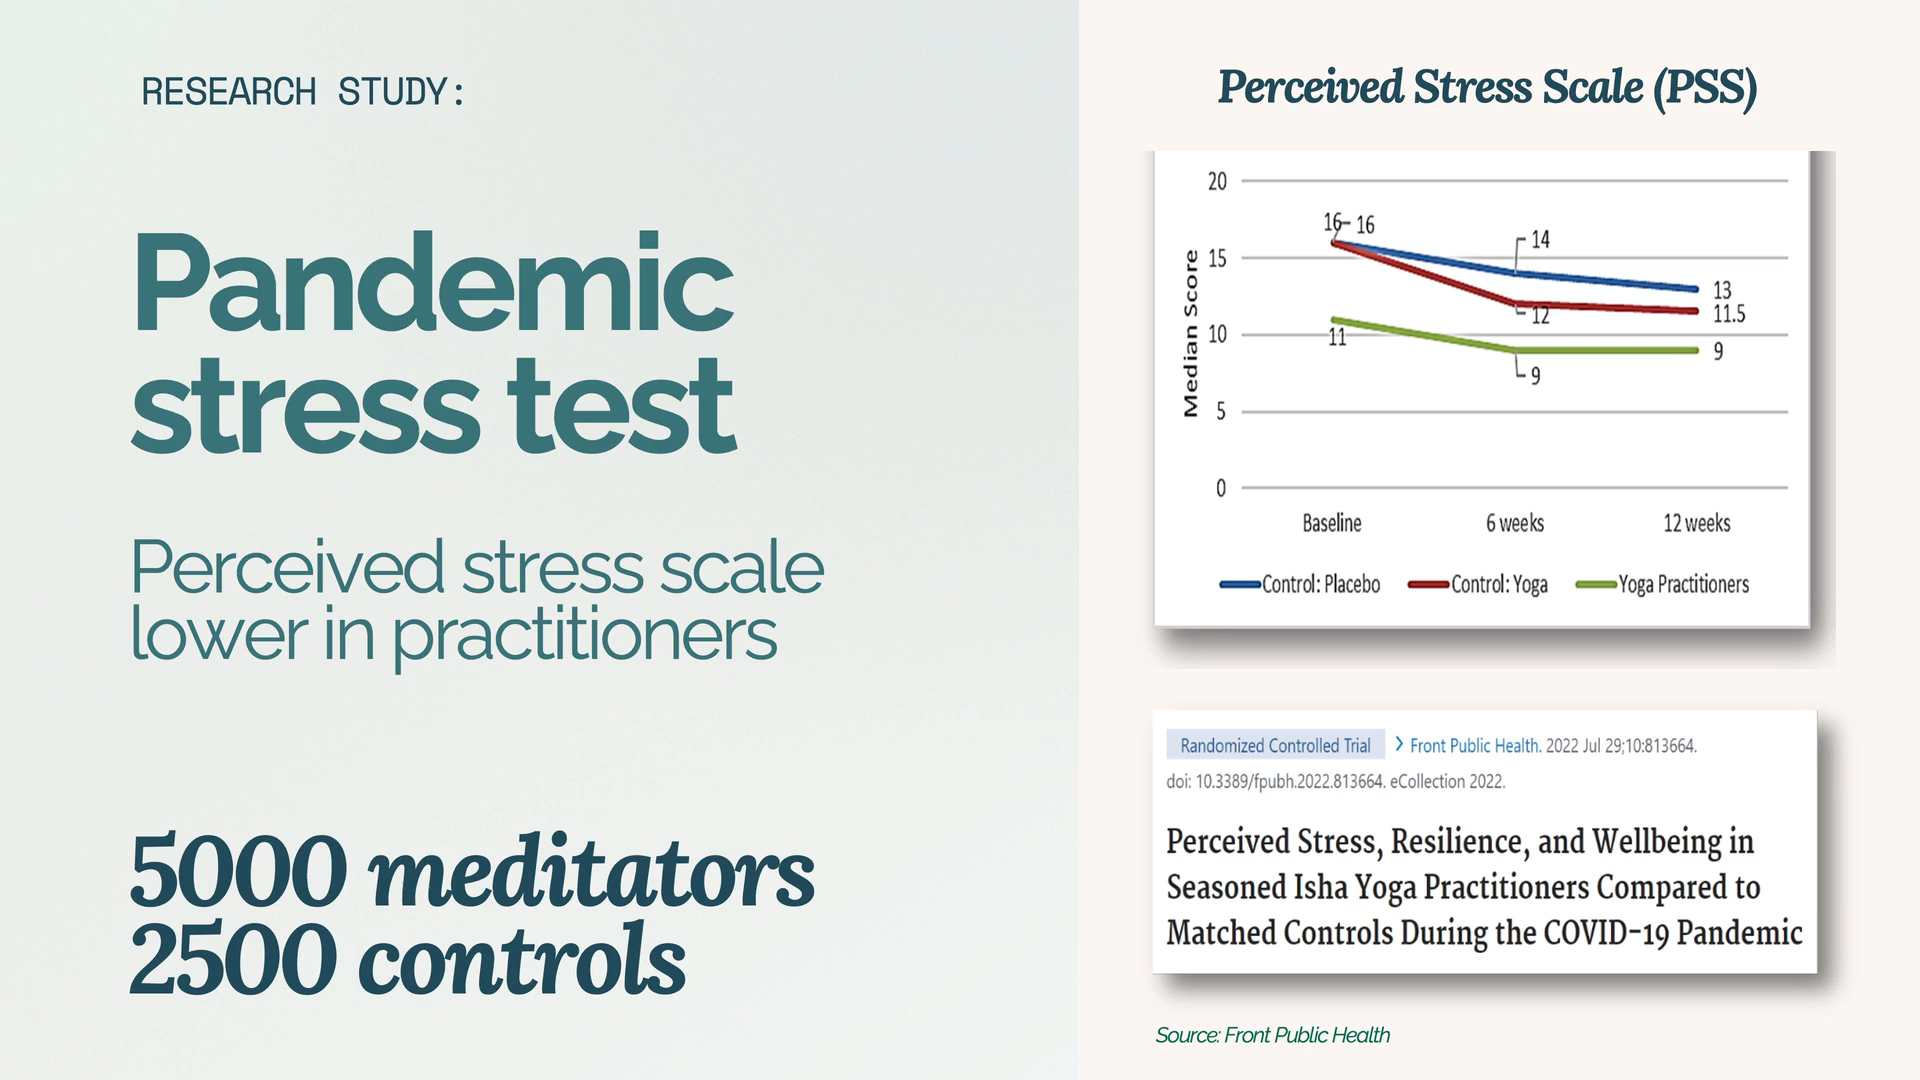 RESEARCH STUDY:
Pandemic
stress test
Perceived stress scale
lower in practitioners
5000 meditators
2500 controls
Perceived Stress Scale (PSS)
Median Score
20
15
10
5
0
16 16
14
13
12
11.5
11
9
9
Baseline 6 weeks 12 weeks
Control: Placebo Control: Yoga Yoga Practitioners
Randomized Controlled Trial > Front Public Health. 2022 Jul 29;10:813664.
doi: 10.3389/fpubh.2022.813664. eCollection 2022.
Perceived Stress, Resilience, and Wellbeing in
Seasoned Isha Yoga Practitioners Compared to
Matched Controls During the COVID-19 Pandemic
Source: Front Public Health